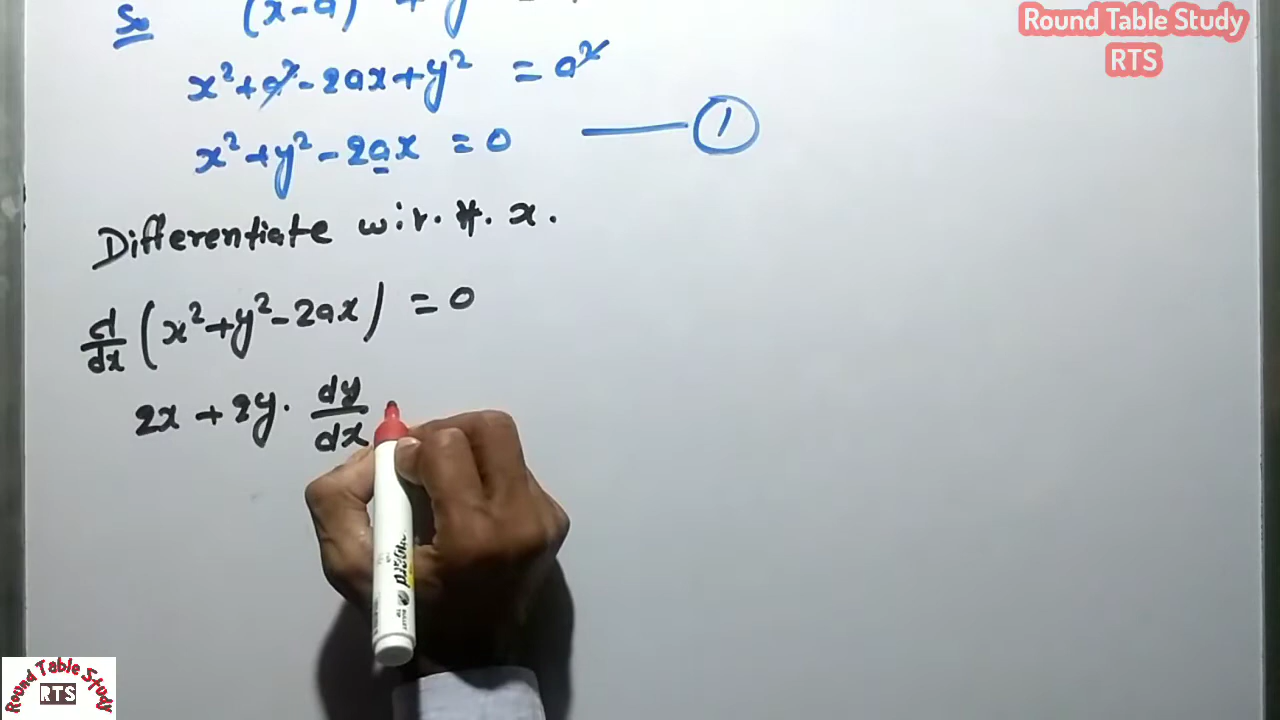 So (x-a)² + y² =
x²+a²-2ax+y² = a²
x²+y²-2ax = 0 —— ①
Differentiate w.r.t. x.
d/dx (x²+y²-2ax) = 0
2x + 2y. dy/dx
Round Table Study
RTS
Round Table Study
RTS